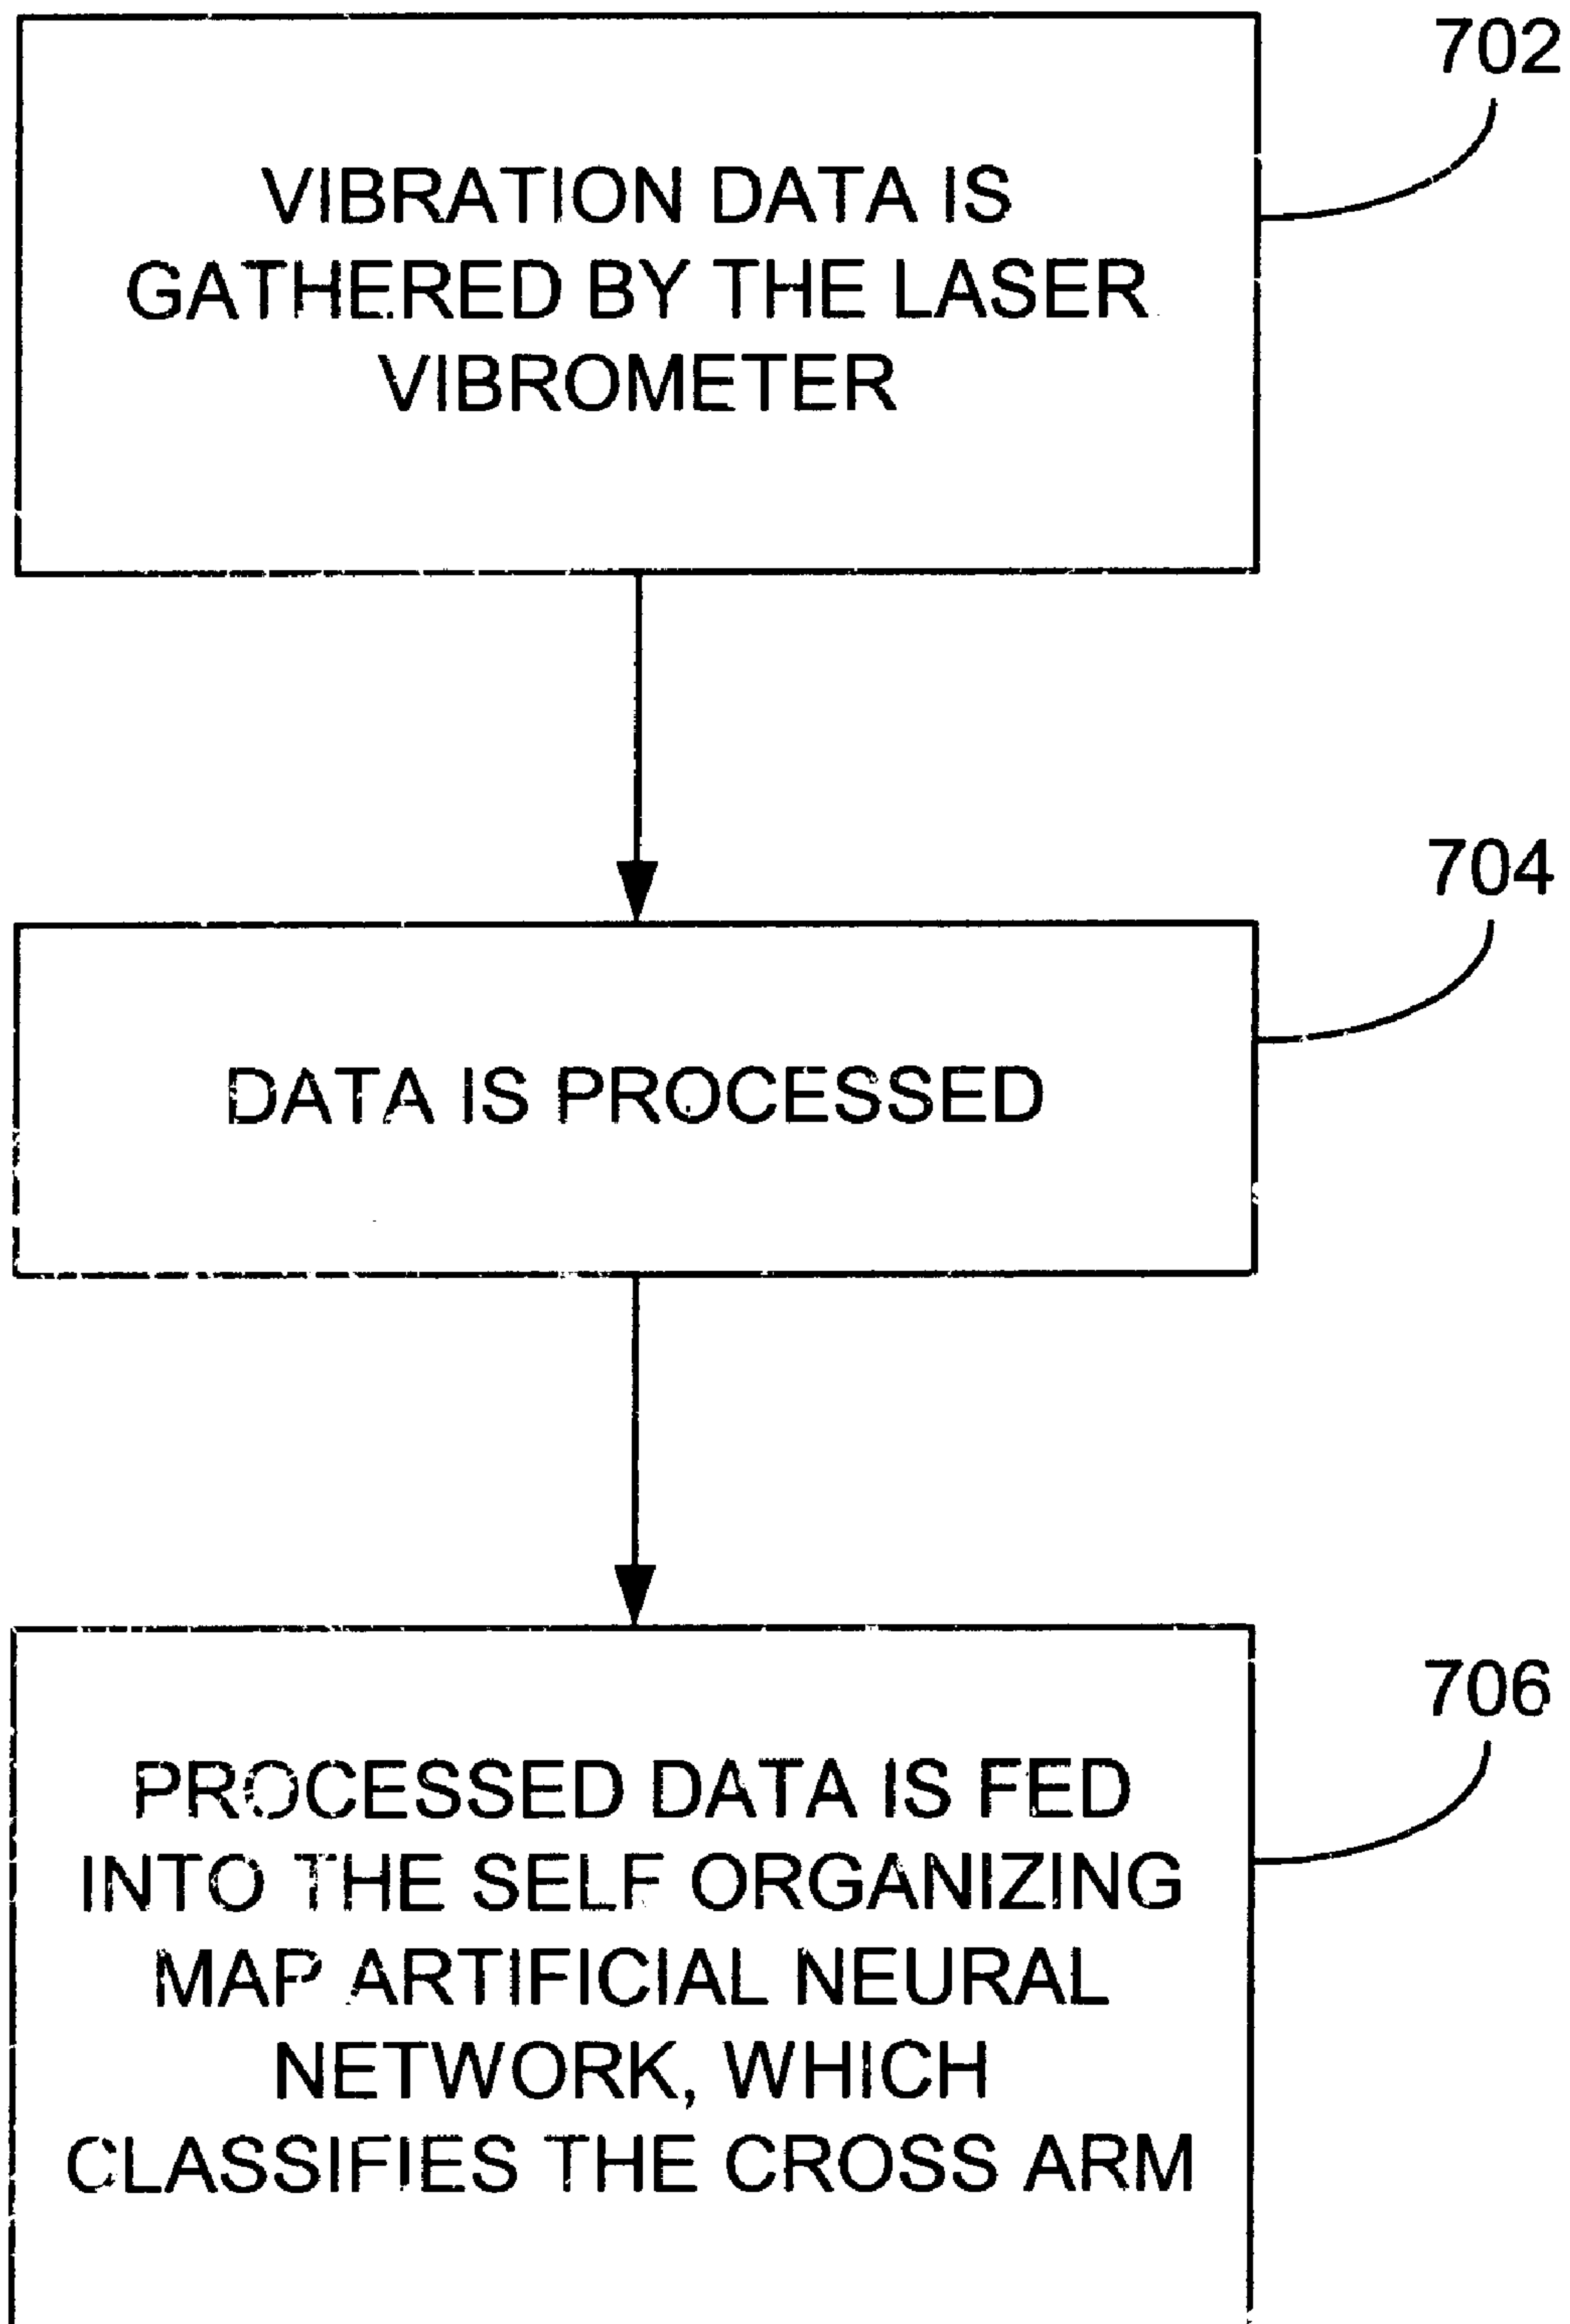 702
VIBRATION DATA IS
GATHERED BY THE LASER
VIBROMETER
704
DATA IS PROCESSED
706
PROCESSED DATA IS FED
INTO THE SELF ORGANIZING
MAP ARTIFICIAL NEURAL
NETWORK, WHICH
CLASSIFIES THE CROSS ARM